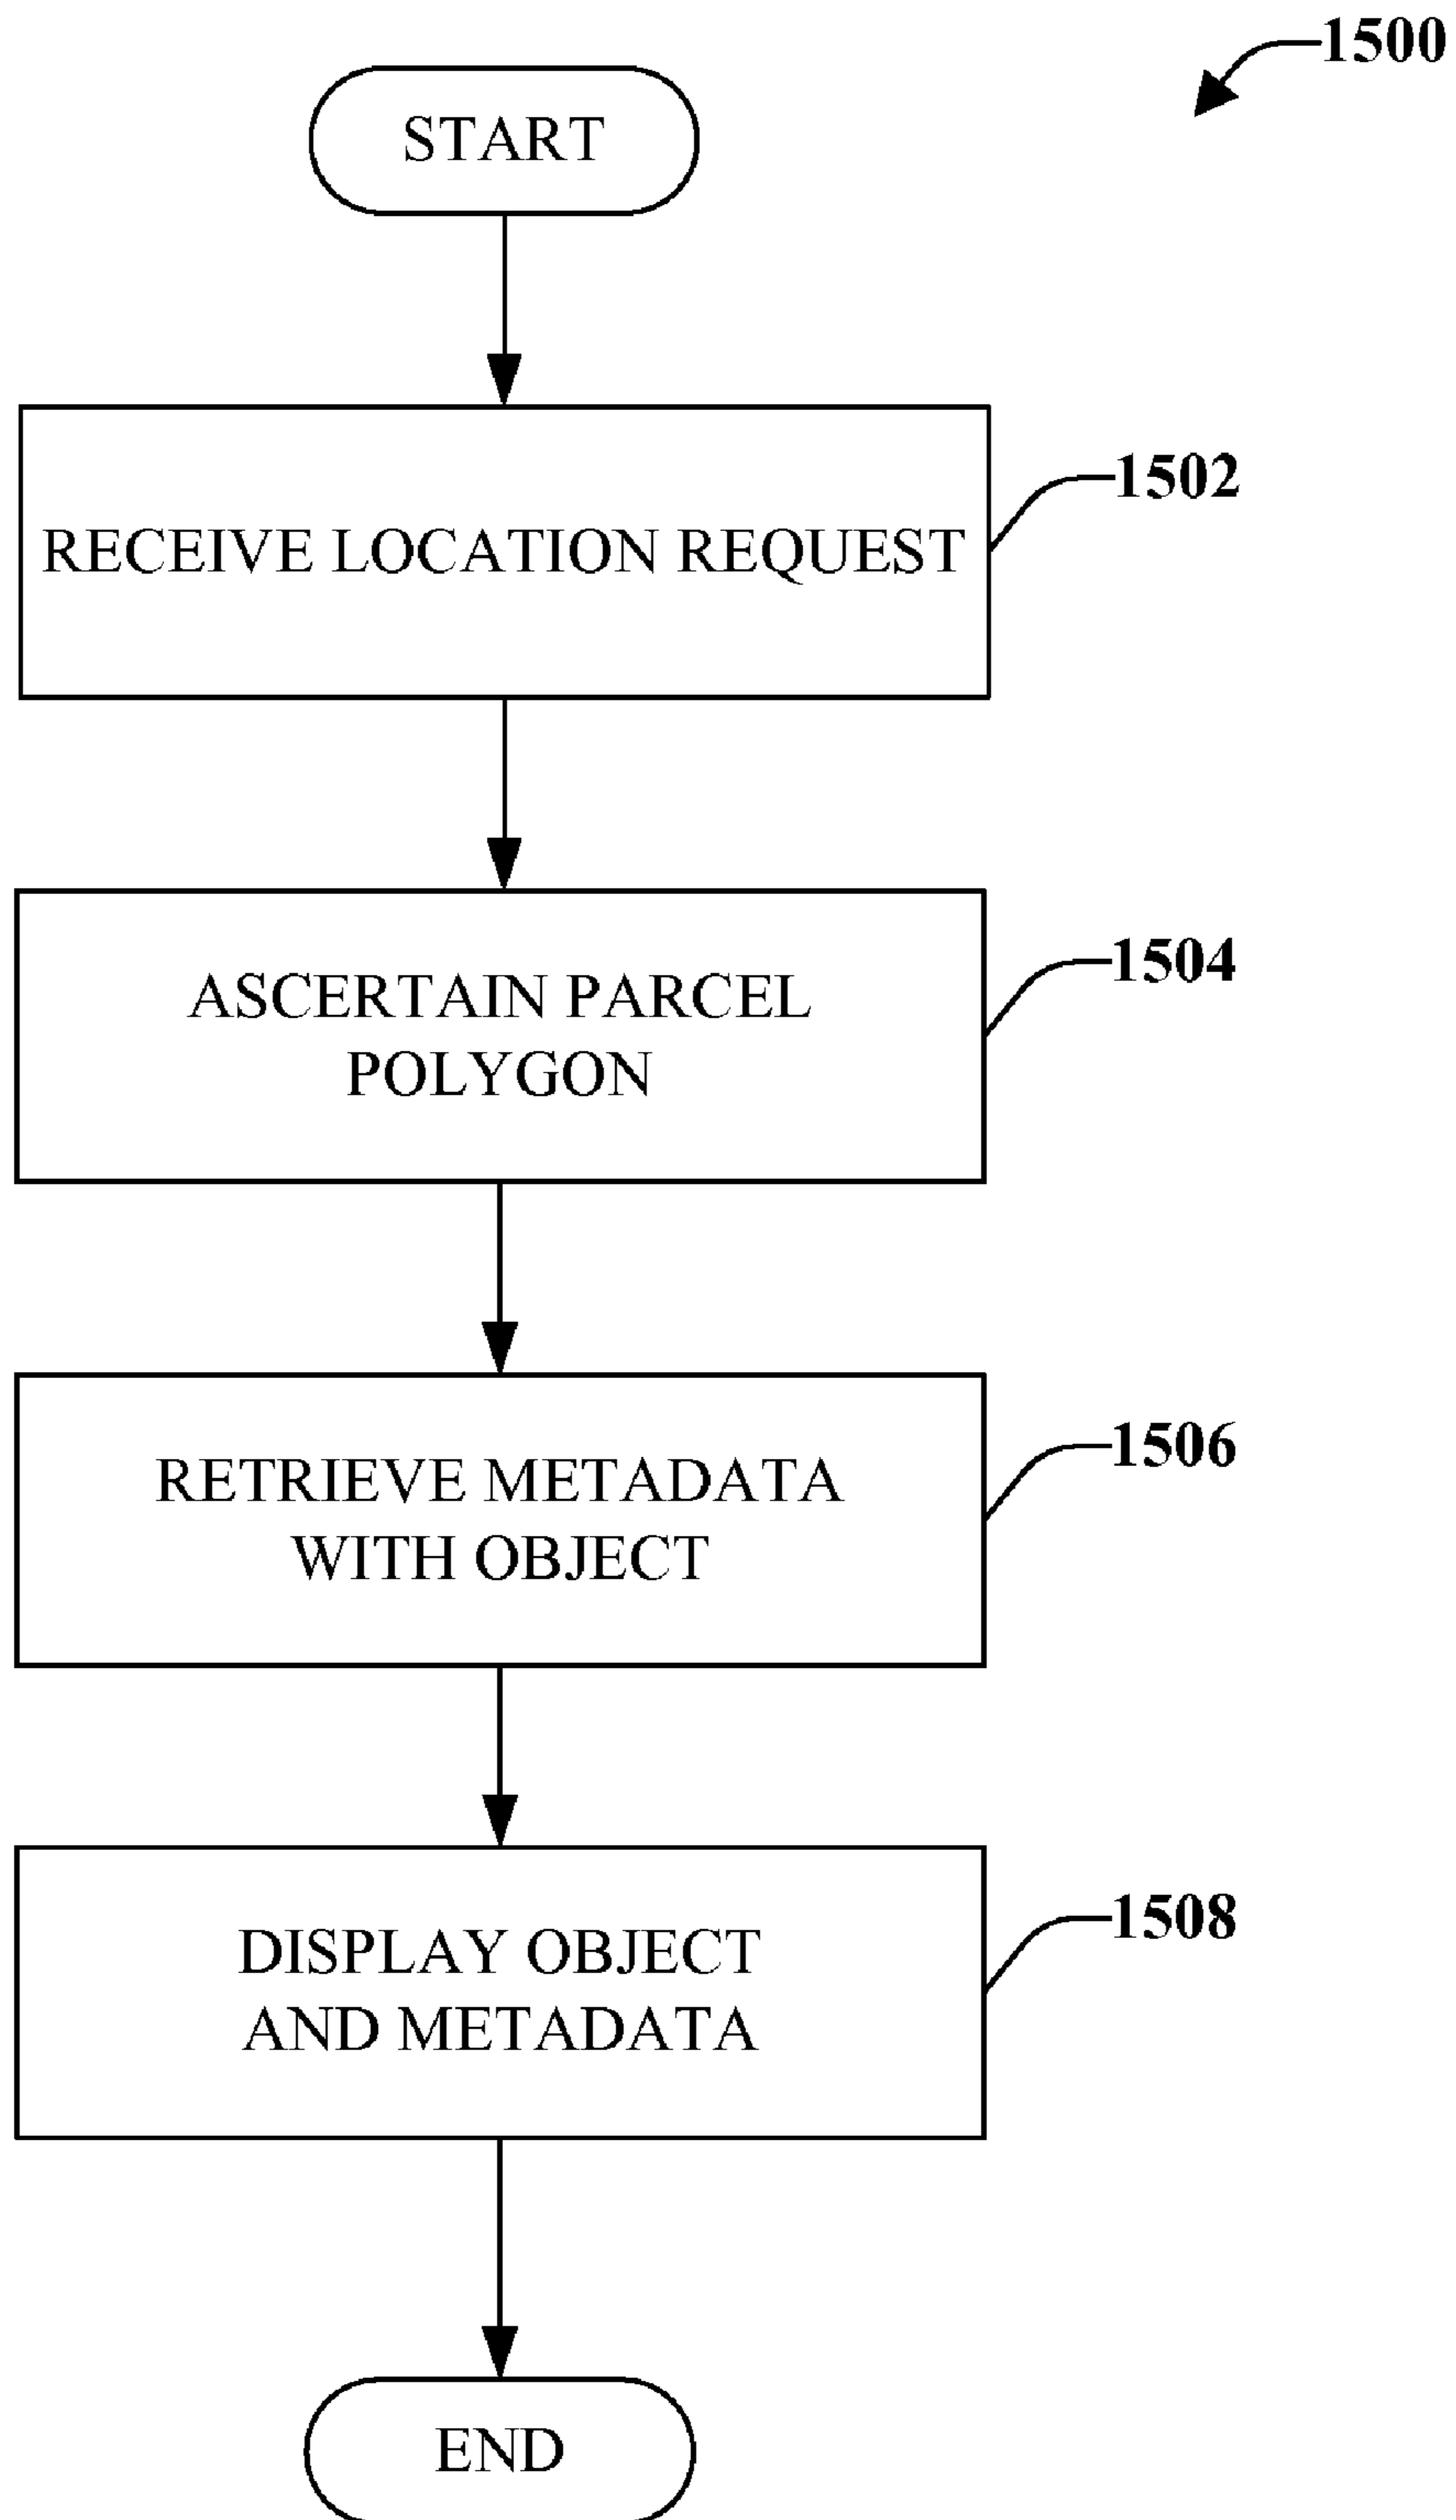 1500
START
RECEIVE LOCATION REQUEST
1502
ASCERTAIN PARCEL
POLYGON
1504
RETRIEVE METADATA
WITH OBJECT
1506
DISPLAY OBJECT
AND METADATA
1508
END